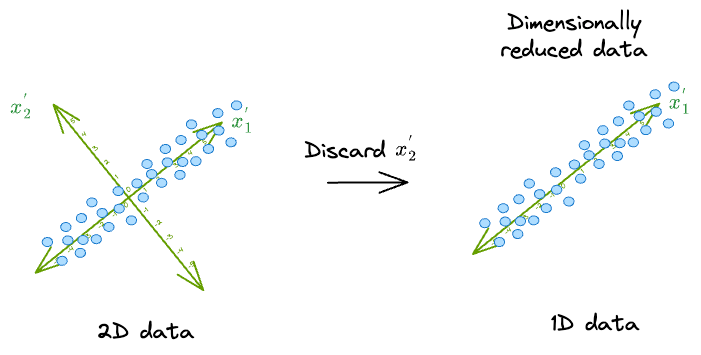 Dimensionally
reduced data
x₂′
x₁′
x₁′
Discard x₂′
2D data
1D data